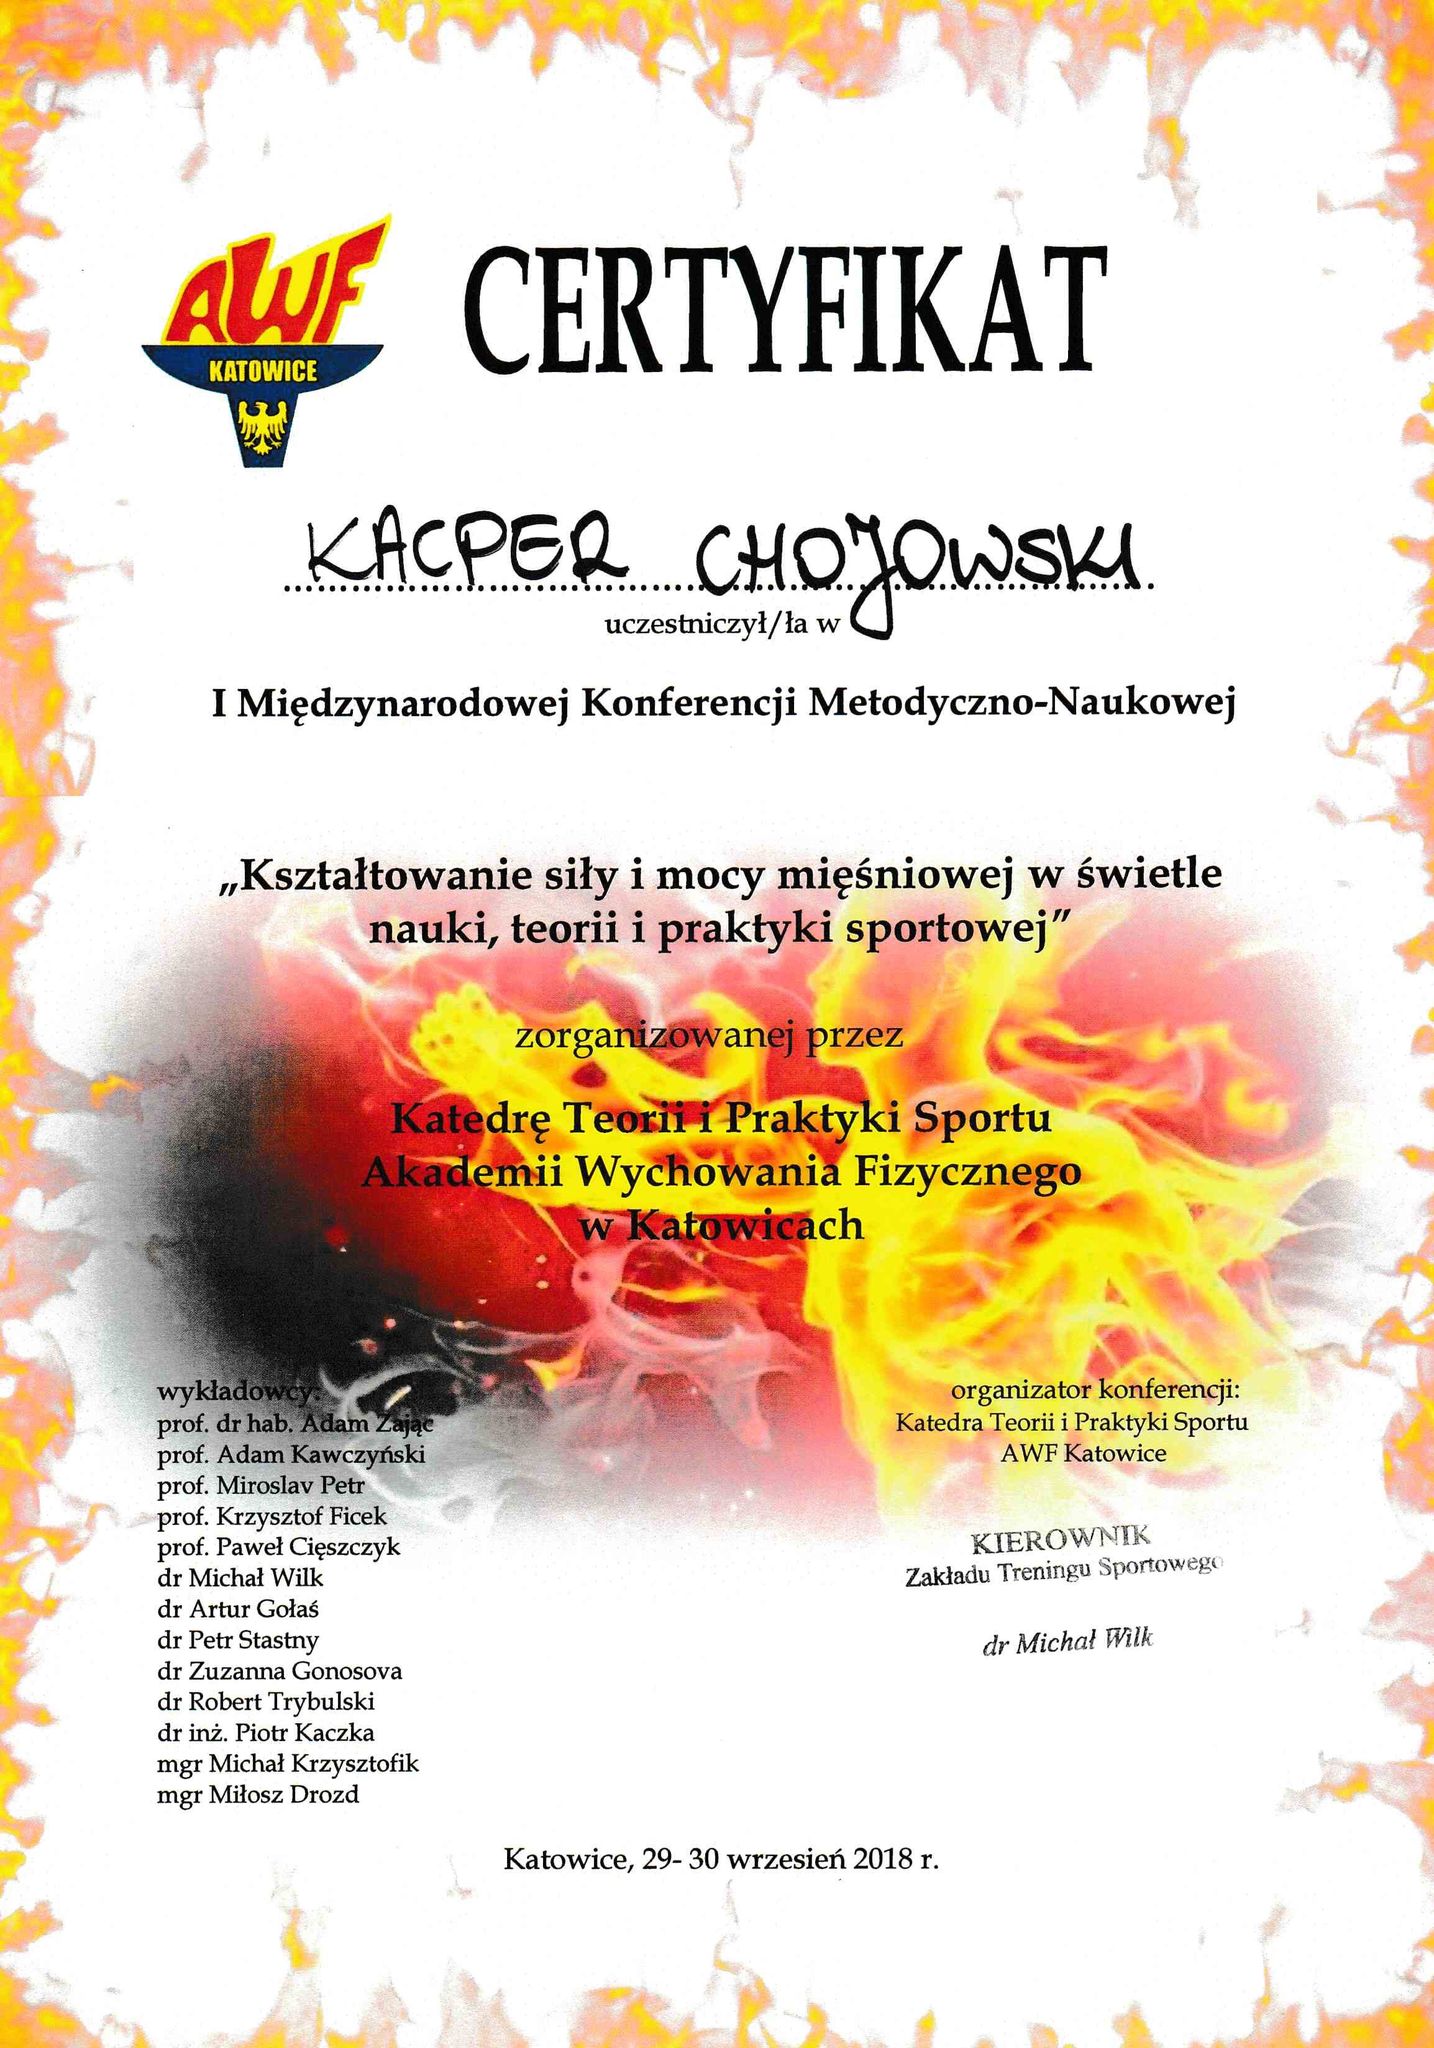 AWF
KATOWICE
CERTYFIKAT
KACPER CHOJOWSKI
uczestniczył/ła w
I Międzynarodowej Konferencji Metodyczno-Naukowej
„Kształtowanie siły i mocy mięśniowej w świetle
nauki, teorii i praktyki sportowej”
zorganizowanej przez
Katedrę Teorii i Praktyki Sportu
Akademii Wychowania Fizycznego
w Katowicach
wykładowcy:
prof. dr hab. Adam Zając
prof. Adam Kawczyński
prof. Miroslav Petr
prof. Krzysztof Ficek
prof. Paweł Cięszczyk
dr Michał Wilk
dr Artur Gołaś
dr Petr Stastny
dr Zuzanna Gonosova
dr Robert Trybulski
dr inż. Piotr Kaczka
mgr Michał Krzysztofik
mgr Miłosz Drozd
organizator konferencji:
Katedra Teorii i Praktyki Sportu
AWF Katowice
KIEROWNIK
Zakładu Treningu Sportowego
dr Michał Wilk
Katowice, 29- 30 wrzesień 2018 r.